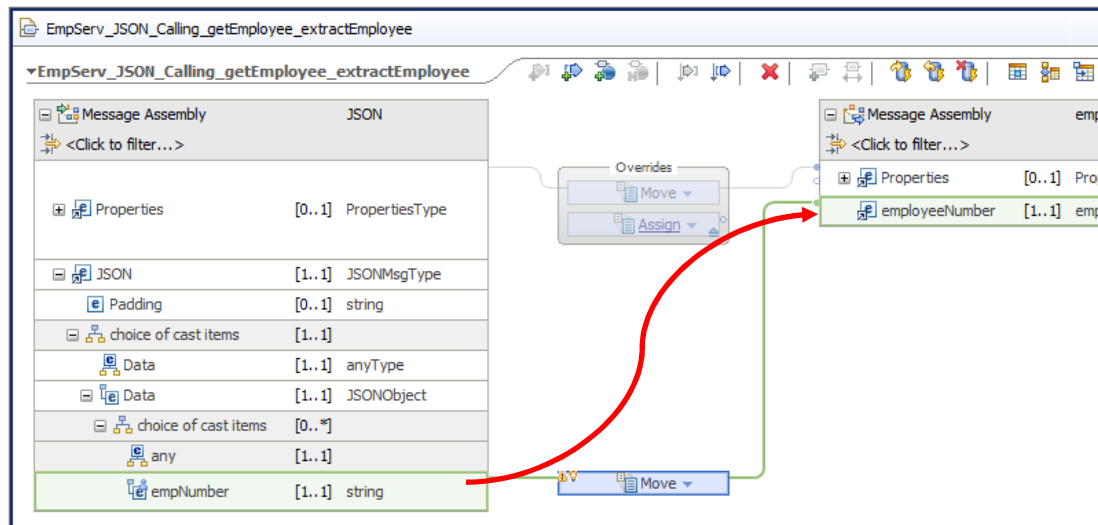 EmpServ_JSON_Calling_getEmployee_extractEmployee
EmpServ_JSON_Calling_getEmployee_extractEmployee
Message Assembly JSON
<Click to filter...>
Properties [0..1] PropertiesType
JSON [1..1] JSONMsgType
Padding [0..1] string
choice of cast items [1..1]
Data [1..1] anyType
Data [1..1] JSONObject
choice of cast items [0..*]
any [1..1]
empNumber [1..1] string
Overrides
Move
Assign
Move
Message Assembly emp
<Click to filter...>
Properties [0..1] Pro
employeeNumber [1..1] emp